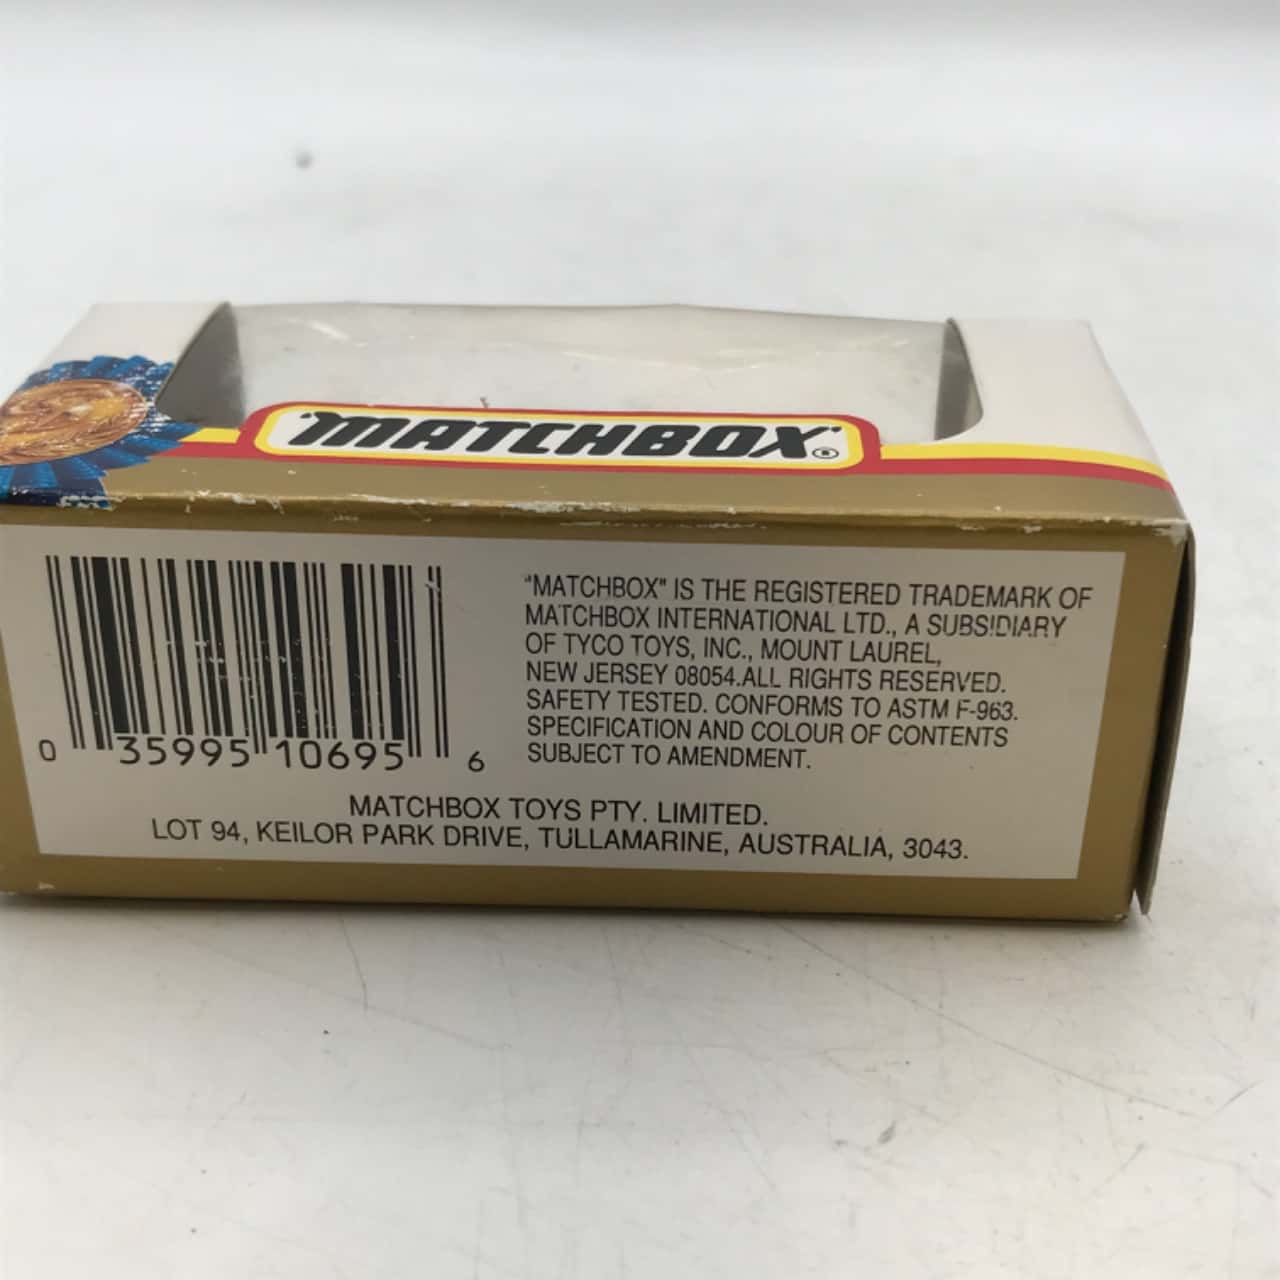 "MATCHBOX"®
"MATCHBOX" IS THE REGISTERED TRADEMARK OF
MATCHBOX INTERNATIONAL LTD., A SUBSIDIARY
OF TYCO TOYS, INC., MOUNT LAUREL,
NEW JERSEY 08054.ALL RIGHTS RESERVED.
SAFETY TESTED. CONFORMS TO ASTM F-963.
SPECIFICATION AND COLOUR OF CONTENTS
SUBJECT TO AMENDMENT.
0 35995 10695 6
MATCHBOX TOYS PTY. LIMITED.
LOT 94, KEILOR PARK DRIVE, TULLAMARINE, AUSTRALIA, 3043.